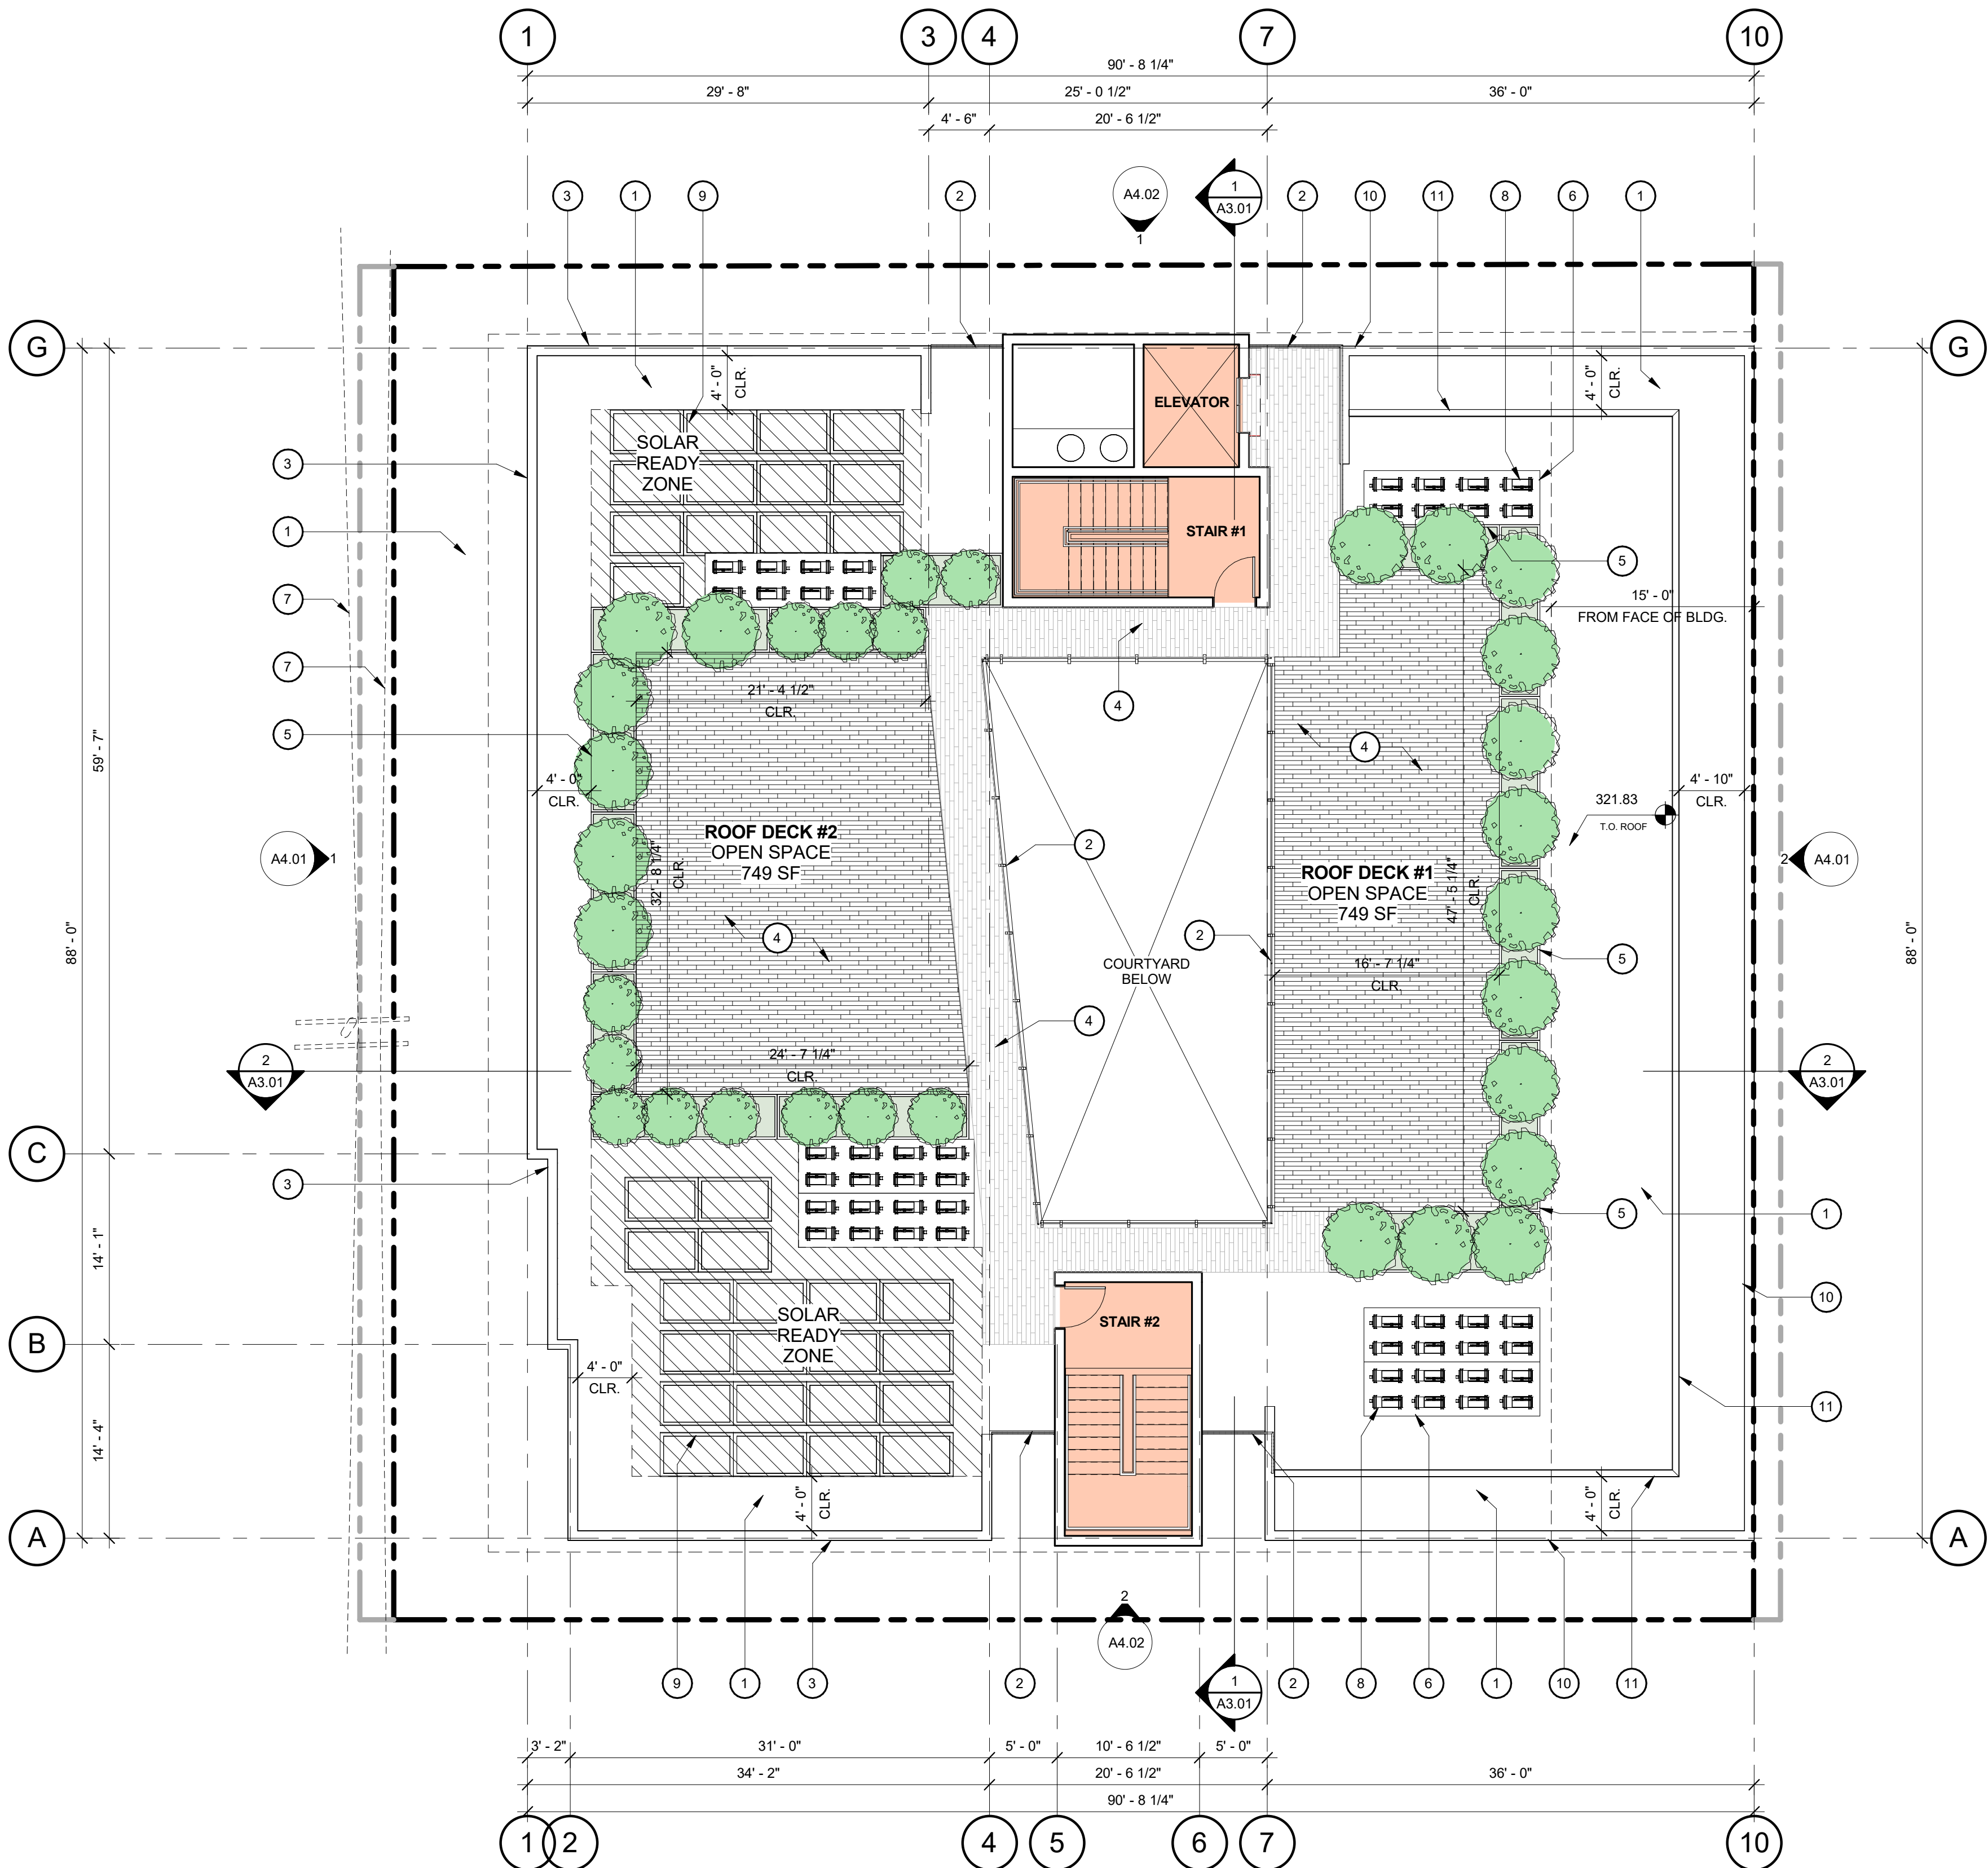 1 3 4 7 10
90' - 8 1/4"
29' - 8" 25' - 0 1/2" 36' - 0"
4' - 6" 20' - 6 1/2"
3 1 9 2 A4.02 1 1 A3.01 2 10 11 8 6 1
G G
4' - 0" CLR.
4' - 0" CLR.
ELEVATOR
SOLAR
READY
ZONE
3
STAIR #1
1
5
7
15' - 0"
FROM FACE OF BLDG.
4
7
21' - 4 1/2"
CLR.
5
4
59' - 7"
4' - 0"
CLR.
4' - 10"
CLR.
321.83
T.O. ROOF
ROOF DECK #2
OPEN SPACE
749 SF
32' - 8 1/4"
CLR.
2
A4.01 1
2 A4.01
ROOF DECK #1
OPEN SPACE
749 SF
47' - 5 1/4"
CLR.
4
2
88' - 0"
88' - 0"
COURTYARD
BELOW
16' - 7 1/4"
CLR.
5
4
24' - 7 1/4"
CLR.
2
A3.01
2
A3.01
C
3
5
1
14' - 1"
10
SOLAR
READY
ZONE
STAIR #2
B
4' - 0"
CLR.
11
14' - 4"
4' - 0" CLR.
4' - 0" CLR.
A A
2
A4.02
9 1 3 2 1 A3.01 2 8 6 1 10 11
3' - 2" 31' - 0" 5' - 0" 10' - 6 1/2" 5' - 0"
34' - 2" 20' - 6 1/2" 36' - 0"
90' - 8 1/4"
1 2 4 5 6 7 10